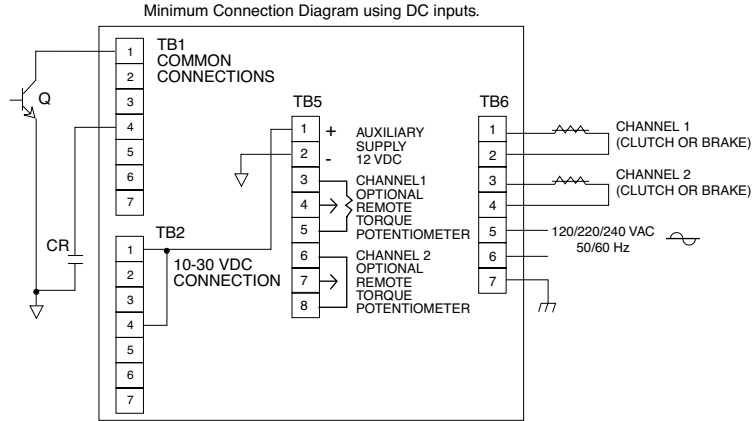 Minimum Connection Diagram using DC inputs.
TB1
COMMON
CONNECTIONS
1
2
3
4
5
6
7
Q
CR
TB2
10-30 VDC
CONNECTION
1
2
3
4
5
6
7
TB5
1
2
3
4
5
6
7
8
+
-
AUXILIARY
SUPPLY
12 VDC
CHANNEL1
OPTIONAL
REMOTE
TORQUE
POTENTIOMETER
CHANNEL 2
OPTIONAL
REMOTE
TORQUE
POTENTIOMETER
TB6
1
2
3
4
5
6
7
CHANNEL 1
(CLUTCH OR BRAKE)
CHANNEL 2
(CLUTCH OR BRAKE)
120/220/240 VAC
50/60 Hz